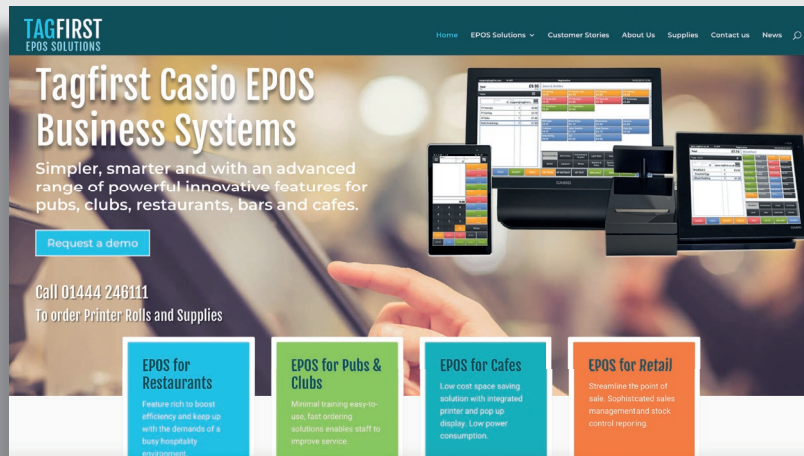 TAGFIRST
EPOS SOLUTIONS
Home EPOS Solutions Customer Stories About Us Supplies Contact us News
Tagfirst Casio EPOS
Business Systems
Simpler, smarter and with an advanced
range of powerful innovative features for
pubs, clubs, restaurants, bars and cafes.
Request a demo
Call 01444 246111
To order Printer Rolls and Supplies
CASIO
EPOS for
Restaurants
Feature rich to boost
efficiency and keep up
with the demands of a
busy hospitality
environment.
EPOS for Pubs &
Clubs
Minimal training easy-to-
use, fast ordering
solutions enables staff to
improve service.
EPOS for Cafes
Low cost space saving
solution with integrated
printer and pop up
display. Low power
consumption.
EPOS for Retail
Streamline the point of
sale. Sophistcated sales
management and stock
control reporing.